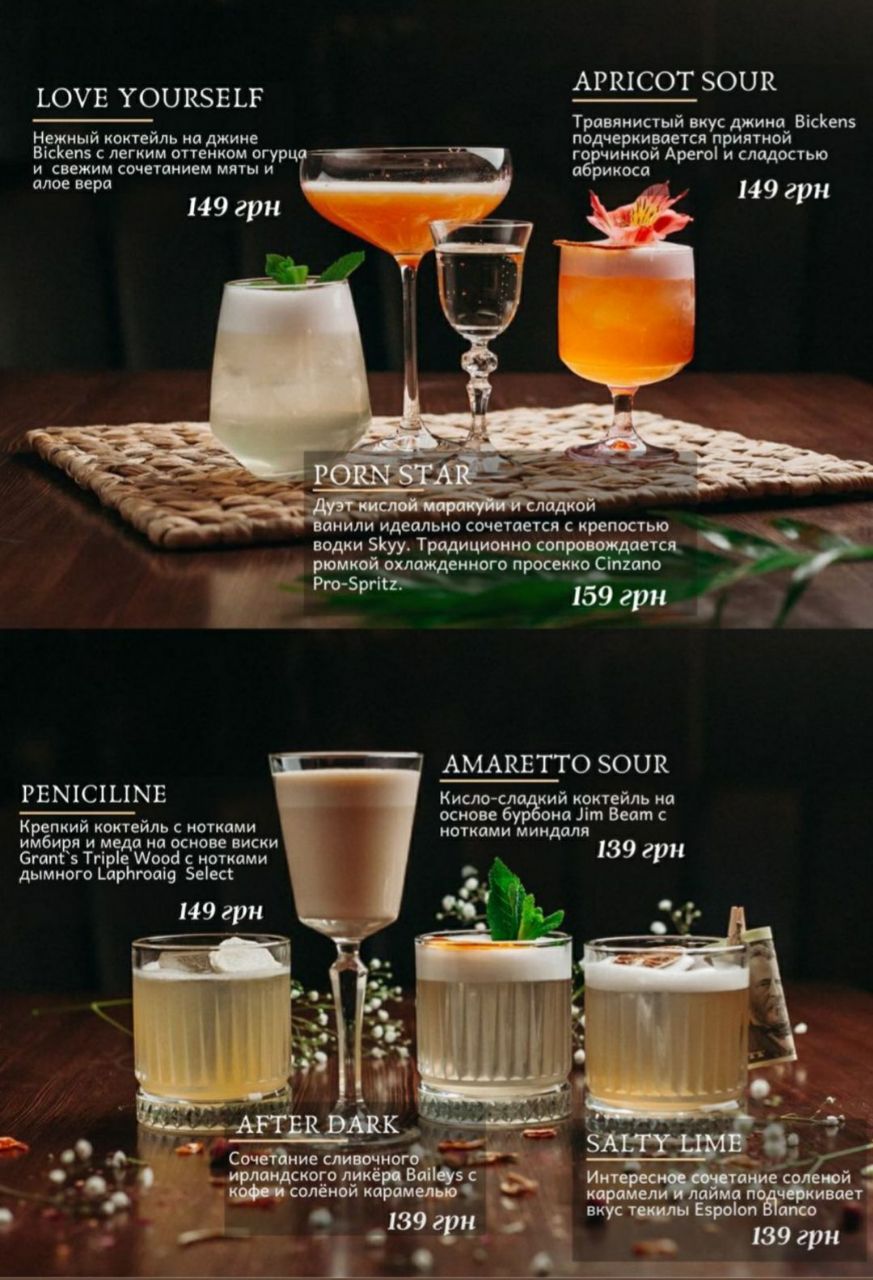 LOVE YOURSELF
Нежный коктейль на джине
Bickens с легким оттенком огурца
и свежим сочетанием мяты и
алое вера
149 грн
APRICOT SOUR
Травянистый вкус джина Bickens
подчеркивается приятной
горчинкой Aperol и сладостью
абрикоса
149 грн
PORN STAR
Дуэт кислой маракуйи и сладкой
ванили идеально сочетается с крепостью
водки Skyy. Традиционно сопровождается
рюмкой охлажденного просекко Cinzano
Pro-Spritz.
159 грн
PENICILINE
Крепкий коктейль с нотками
имбиря и меда на основе виски
Grant`s Triple Wood с нотками
дымного Laphroaig Select
149 грн
AMARETTO SOUR
Кисло-сладкий коктейль на
основе бурбона Jim Beam с
нотками миндаля
139 грн
AFTER DARK
Сочетание сливочного
ирландского ликёра Baileys с
кофе и солёной карамелью
139 грн
SALTY LIME
Интересное сочетание соленой
карамели и лайма подчеркивает
вкус текилы Espolon Blanco
139 грн